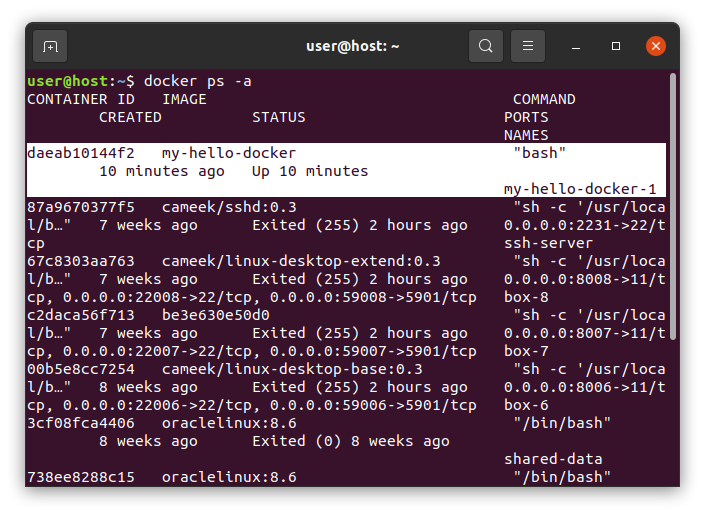 user@host: ~
user@host:~$ docker ps -a
CONTAINER ID   IMAGE                                  COMMAND
        CREATED          STATUS                      PORTS
                                                     NAMES
daeab10144f2   my-hello-docker                        "bash"
        10 minutes ago   Up 10 minutes
                                                     my-hello-docker-1
87a9670377f5   cameek/sshd:0.3                        "sh -c '/usr/loca
l/b…"   7 weeks ago      Exited (255) 2 hours ago    0.0.0.0:2231->22/t
cp                                                   ssh-server
67c8303aa763   cameek/linux-desktop-extend:0.3        "sh -c '/usr/loca
l/b…"   7 weeks ago      Exited (255) 2 hours ago    0.0.0.0:8008->11/t
cp, 0.0.0.0:22008->22/tcp, 0.0.0.0:59008->5901/tcp   box-8
c2daca56f713   be3e630e50d0                           "sh -c '/usr/loca
l/b…"   7 weeks ago      Exited (255) 2 hours ago    0.0.0.0:8007->11/t
cp, 0.0.0.0:22007->22/tcp, 0.0.0.0:59007->5901/tcp   box-7
00b5e8cc7254   cameek/linux-desktop-base:0.3          "sh -c '/usr/loca
l/b…"   8 weeks ago      Exited (255) 2 hours ago    0.0.0.0:8006->11/t
cp, 0.0.0.0:22006->22/tcp, 0.0.0.0:59006->5901/tcp   box-6
3cf08fca4406   oraclelinux:8.6                        "/bin/bash"
        8 weeks ago      Exited (0) 8 weeks ago
                                                     shared-data
738ee8288c15   oraclelinux:8.6                        "/bin/bash"